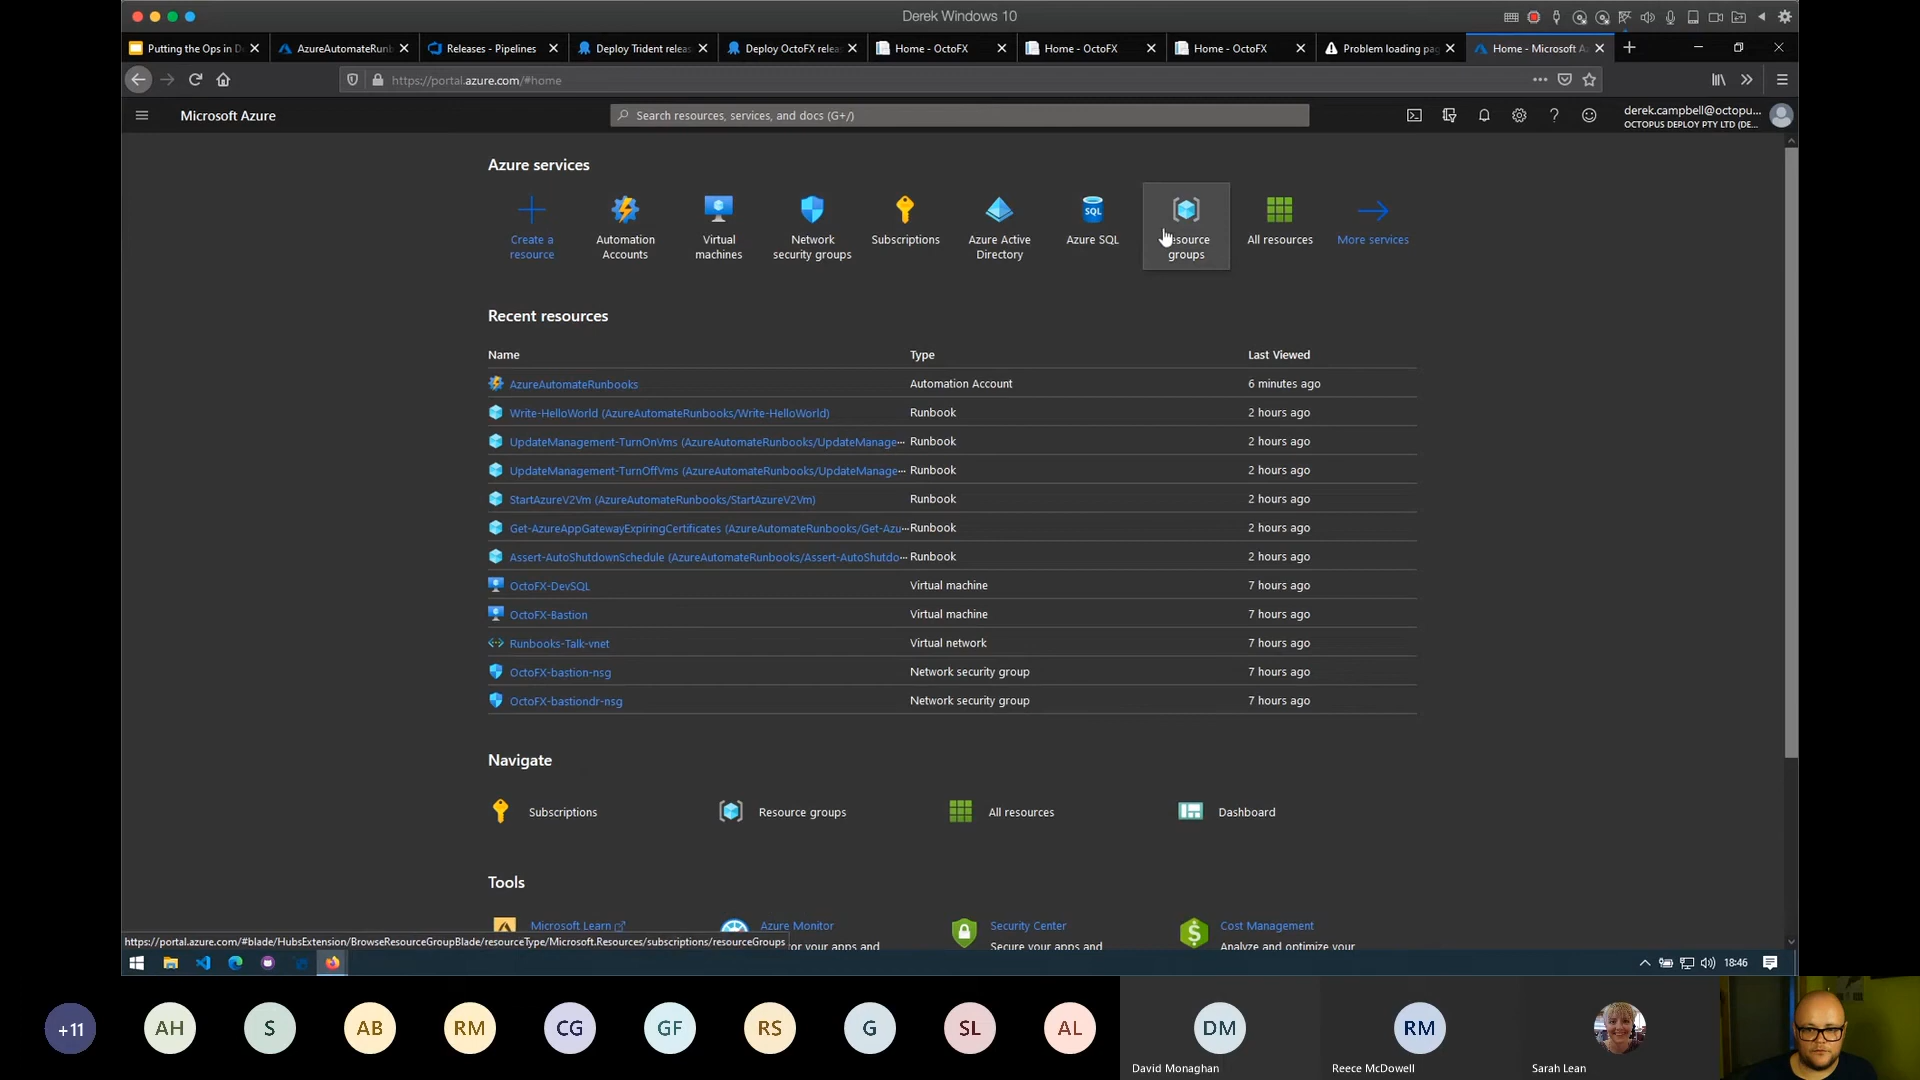 Derek Windows 10
Putting the Ops in D
AzureAutomateRunb
Releases - Pipelines
Deploy Trident releas
Deploy OctoFX relea
Home - OctoFX
Home - OctoFX
Home - OctoFX
Problem loading pag
Home - Microsoft A
https://portal.azure.com/#home
Microsoft Azure
Search resources, services, and docs (G+/)
derek.campbell@octopu...
OCTOPUS DEPLOY PTY LTD (DE...
Azure services
Create a resource
Automation Accounts
Virtual machines
Network security groups
Subscriptions
Azure Active Directory
Azure SQL
SQL
esource groups
All resources
More services
Recent resources
Name Type Last Viewed
AzureAutomateRunbooks Automation Account 6 minutes ago
Write-HelloWorld (AzureAutomateRunbooks/Write-HelloWorld) Runbook 2 hours ago
UpdateManagement-TurnOnVms (AzureAutomateRunbooks/UpdateManage... Runbook 2 hours ago
UpdateManagement-TurnOffVms (AzureAutomateRunbooks/UpdateManage... Runbook 2 hours ago
StartAzureV2Vm (AzureAutomateRunbooks/StartAzureV2Vm) Runbook 2 hours ago
Get-AzureAppGatewayExpiringCertificates (AzureAutomateRunbooks/Get-Azu... Runbook 2 hours ago
Assert-AutoShutdownSchedule (AzureAutomateRunbooks/Assert-AutoShutdo... Runbook 2 hours ago
OctoFX-DevSQL Virtual machine 7 hours ago
OctoFX-Bastion Virtual machine 7 hours ago
Runbooks-Talk-vnet Virtual network 7 hours ago
OctoFX-bastion-nsg Network security group 7 hours ago
OctoFX-bastiondr-nsg Network security group 7 hours ago
Navigate
Subscriptions
Resource groups
All resources
Dashboard
Tools
Microsoft Learn
Azure Monitor
Security Center
Cost Management
or your apps and
Secure your apps and
Analyze and optimize your
https://portal.azure.com/#blade/HubsExtension/BrowseResourceGroupBlade/resourceType/Microsoft.Resources/subscriptions/resourceGroups
18:46
+11
AH
S
AB
RM
CG
GF
RS
G
SL
AL
DM
RM
David Monaghan
Reece McDowell
Sarah Lean